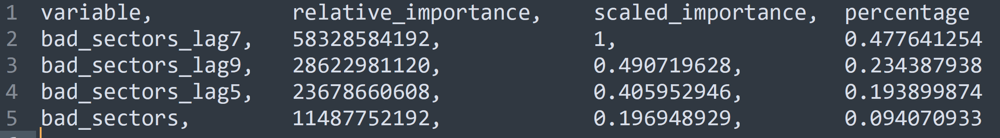 1 variable, relative_importance, scaled_importance, percentage
2 bad_sectors_lag7, 58328584192, 1, 0.477641254
3 bad_sectors_lag9, 28622981120, 0.490719628, 0.234387938
4 bad_sectors_lag5, 23678660608, 0.405952946, 0.193899874
5 bad_sectors, 11487752192, 0.196948929, 0.094070933